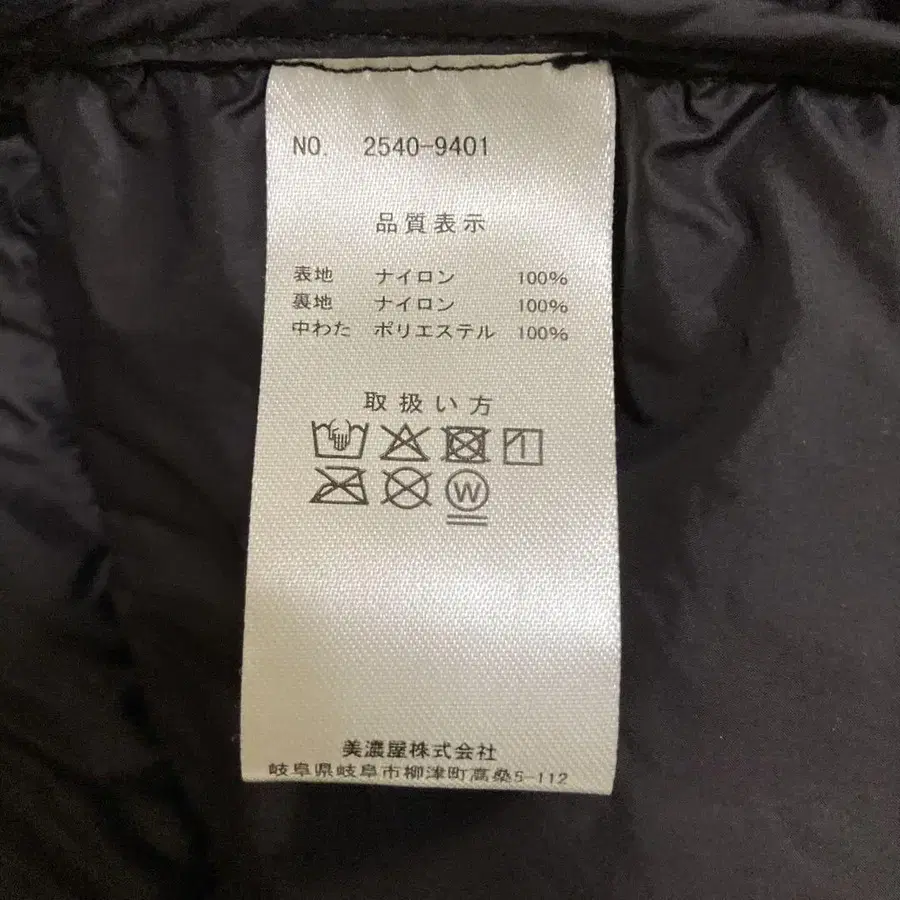 NO. 2540-9401
品質表示
表地 ナイロン 100%
裏地 ナイロン 100%
中わた ポリエステル 100%
取扱い方
W
美濃屋株式会社
岐阜県岐阜市柳津町高桑5-112